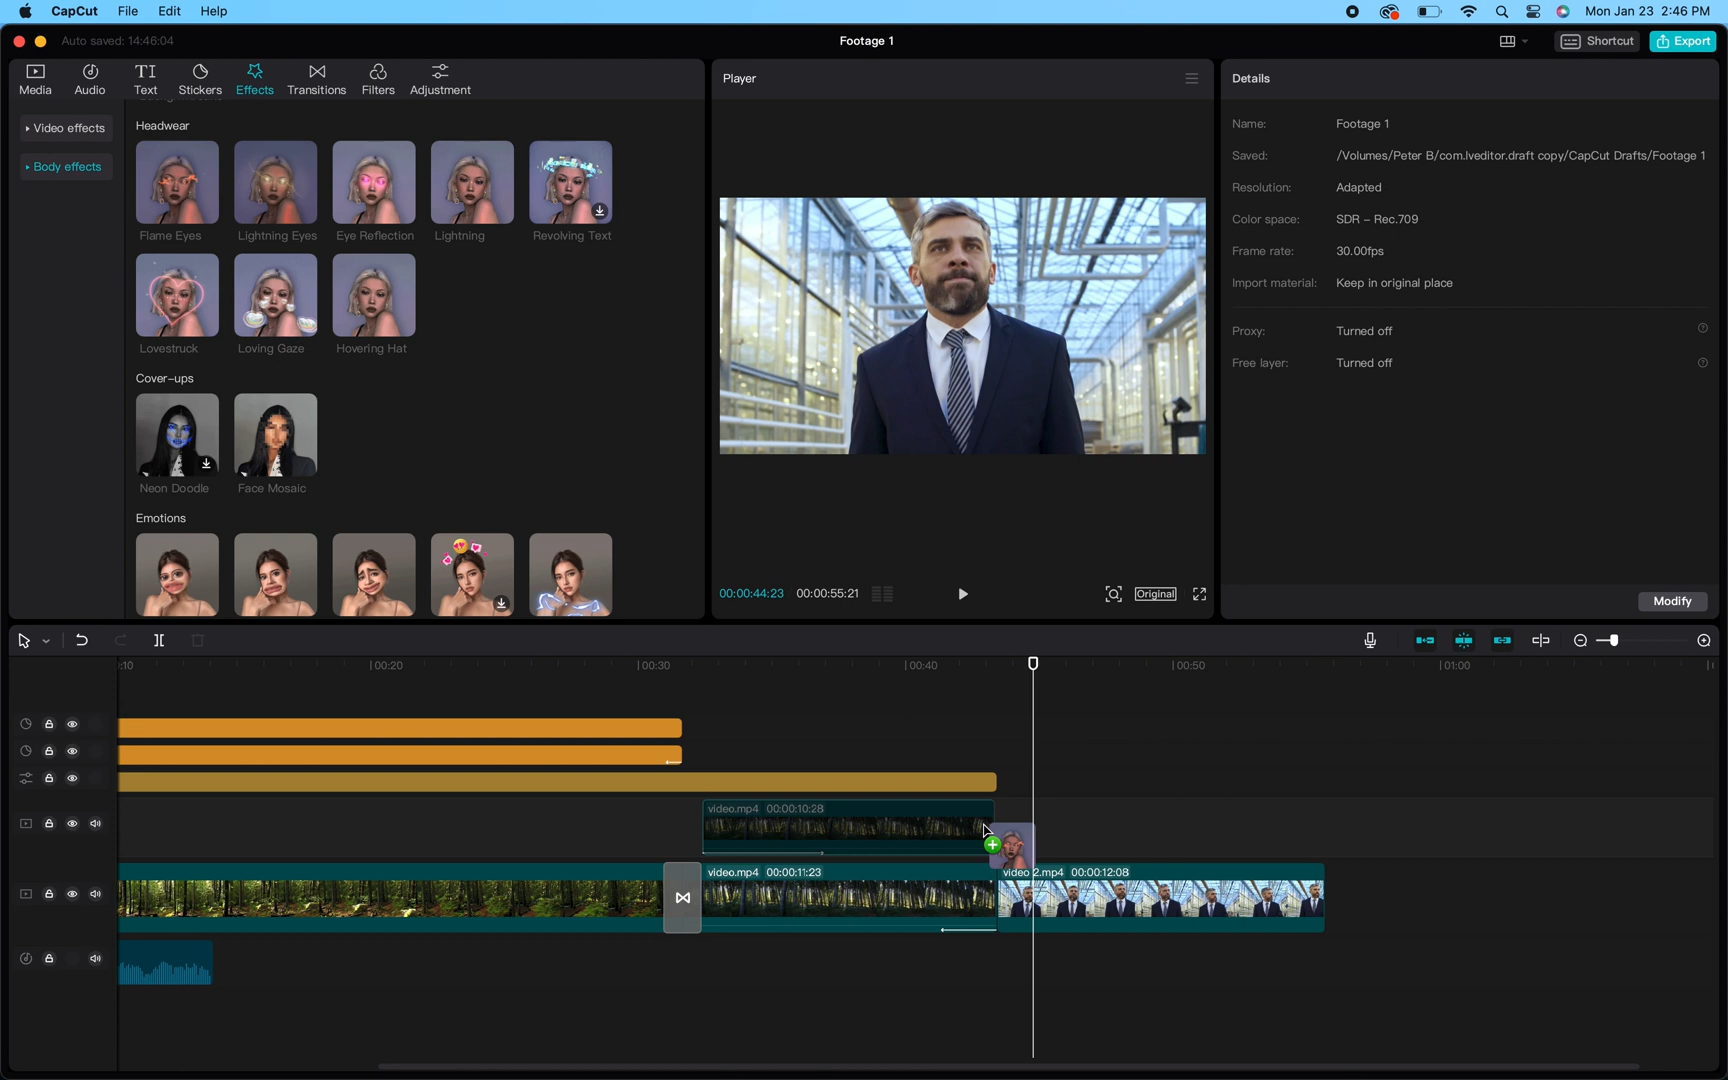 CapCut File Edit Help Mon Jan 23 2:46 PM
Auto saved: 14:46:04 Footage 1 Shortcut Export
Media Audio Text Stickers Effects Transitions Filters Adjustment
Video effects
Body effects
Headwear
Flame Eyes Lightning Eyes Eye Reflection Lightning Revolving Text
Lovestruck Loving Gaze Hovering Hat
Cover-ups
Neon Doodle Face Mosaic
Emotions
Player
00:00:44:23 00:00:55:21 Original
Details
Name: Footage 1
Saved: /Volumes/Peter B/com.lveditor.draft copy/CapCut Drafts/Footage 1
Resolution: Adapted
Color space: SDR – Rec.709
Frame rate: 30.00fps
Import material: Keep in original place
Proxy: Turned off
Free layer: Turned off
Modify
:10 00:20 00:30 00:40 00:50 01:00
video.mp4 00:00:10:28
video.mp4 00:00:11:23 video 2.mp4 00:00:12:08